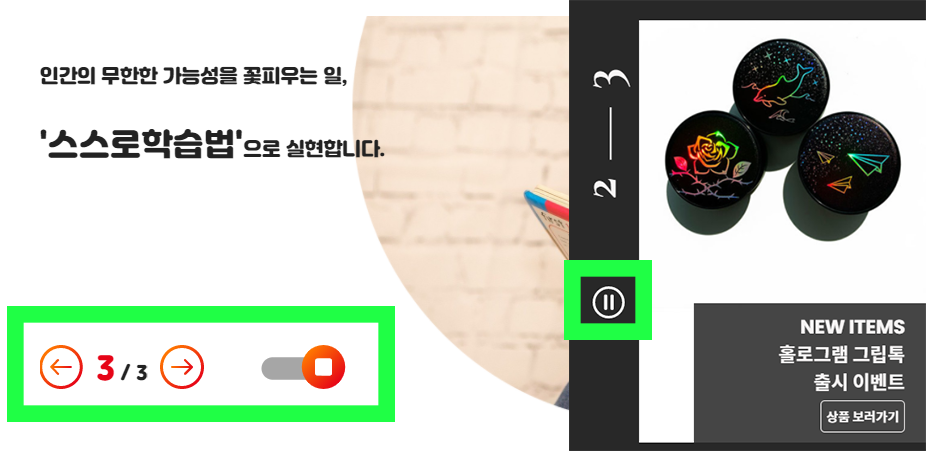 인간의 무한한 가능성을 꽃피우는 일,
'스스로학습법'으로 실현합니다.
3 / 3
2 — 3
NEW ITEMS
홀로그램 그립톡
출시 이벤트
상품 보러가기